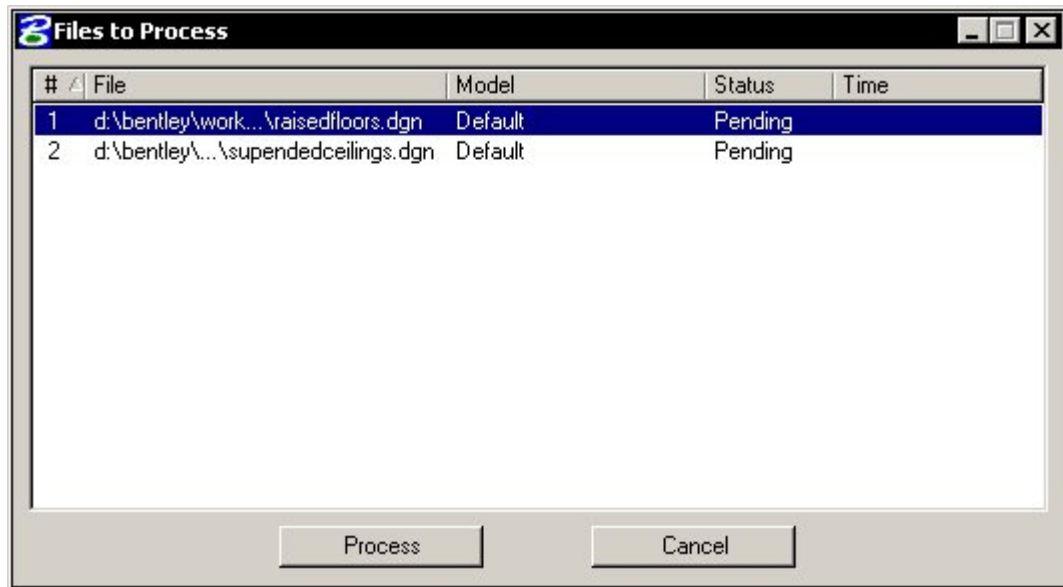 Files to Process
# File Model Status Time
1 d:\bentley\work...\raisedfloors.dgn Default Pending
2 d:\bentley\...\supendedceilings.dgn Default Pending
Process Cancel